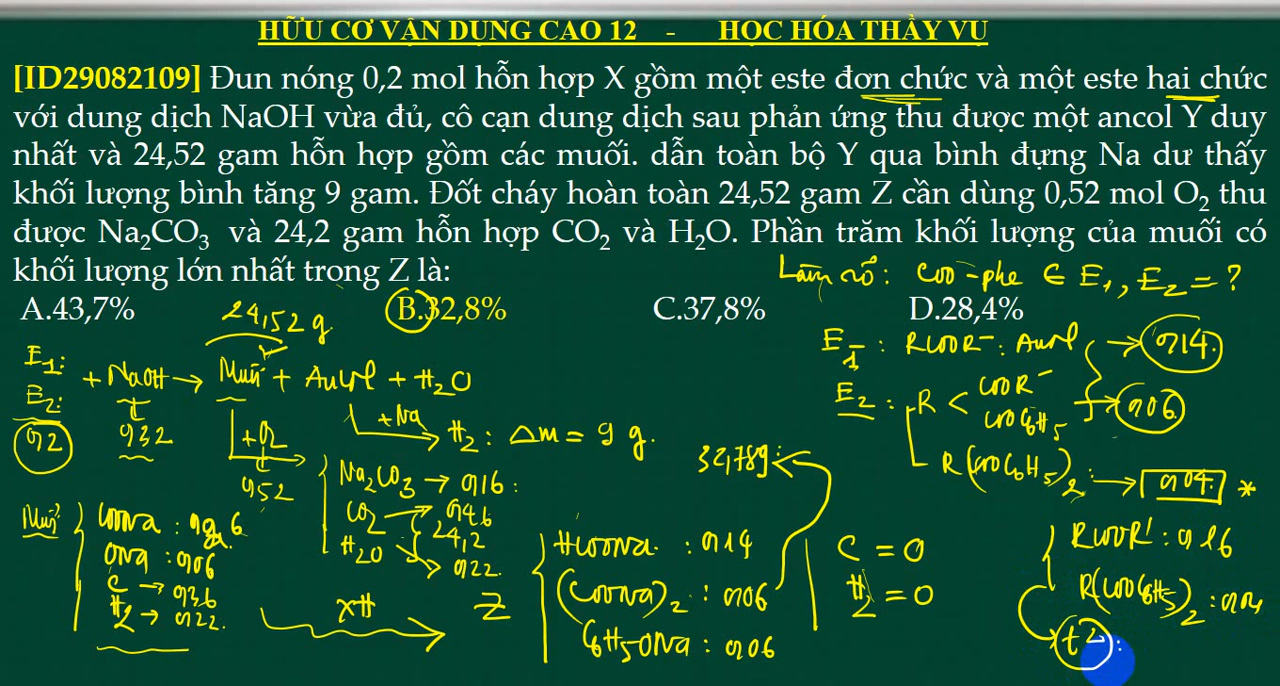 HỮU CƠ VẬN DỤNG CAO 12 - HỌC HÓA THẦY VỤ
[ID29082109] Đun nóng 0,2 mol hỗn hợp X gồm một este đơn chức và một este hai chức
với dung dịch NaOH vừa đủ, cô cạn dung dịch sau phản ứng thu được một ancol Y duy
nhất và 24,52 gam hỗn hợp gồm các muối. dẫn toàn bộ Y qua bình đựng Na dư thấy
khối lượng bình tăng 9 gam. Đốt cháy hoàn toàn 24,52 gam Z cần dùng 0,52 mol O₂ thu
được Na₂CO₃ và 24,2 gam hỗn hợp CO₂ và H₂O. Phần trăm khối lượng của muối có
khối lượng lớn nhất trong Z là:
A.43,7% B.32,8% C.37,8% D.28,4%
24,52 g
E₁:
E₂:
+ NaOH → Muối + Ancol + H₂O
0,2 0,32
+O₂
0,52
+Na
H₂: Δm = 9 g.
Na₂CO₃ → 0,16
CO₂ → 0,46
24,2
H₂O → 0,22
Muối
ONa: 0,06
C → 0,36
H₂ → 0,22
xH
Z
HCOONa: 0,14
(COONa)₂: 0,06
C₆H₅ONa: 0,06
C = 0
H₂ = 0
∈ E₁, E₂ = ?
E₁: RCOOR': Ancol → 0,14
E₂: R < COOR'
COOC₆H₅
→ 0,06
R(COOC₆H₅)₂: → 0,04 *
RCOOR': 0,16
R(COOC₆H₅)₂: 0,04